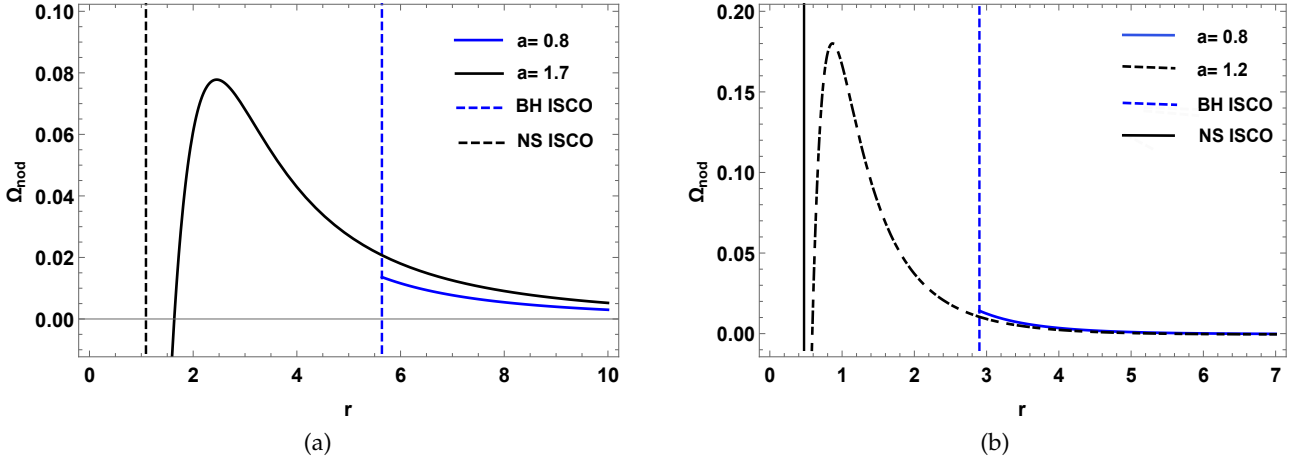 0.10
0.08
0.06
0.04
0.02
0.00
Ωnod
0 2 4 6 8 10
r
a= 0.8
a= 1.7
BH ISCO
NS ISCO
(a)
0.20
0.15
0.10
0.05
0.00
Ωnod
0 1 2 3 4 5 6 7
r
a= 0.8
a= 1.2
BH ISCO
NS ISCO
(b)